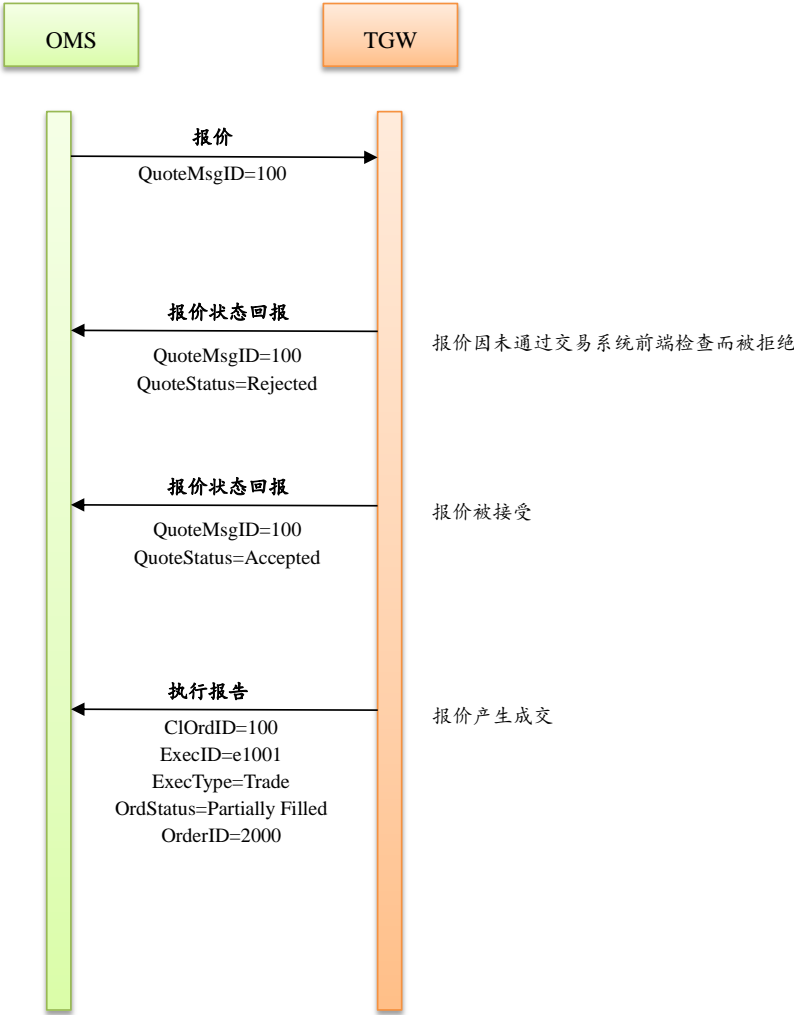 OMS
TGW
报价
QuoteMsgID=100
报价状态回报
QuoteMsgID=100
QuoteStatus=Rejected
报价因未通过交易系统前端检查而被拒绝
报价状态回报
QuoteMsgID=100
QuoteStatus=Accepted
报价被接受
执行报告
ClOrdID=100
ExecID=e1001
ExecType=Trade
OrdStatus=Partially Filled
OrderID=2000
报价产生成交